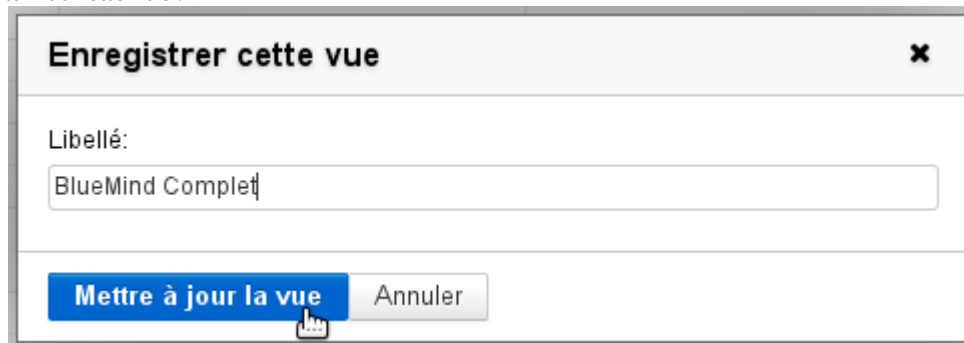 Enregistrer cette vue
Libellé:
BlueMind Complet
Mettre à jour la vue
Annuler